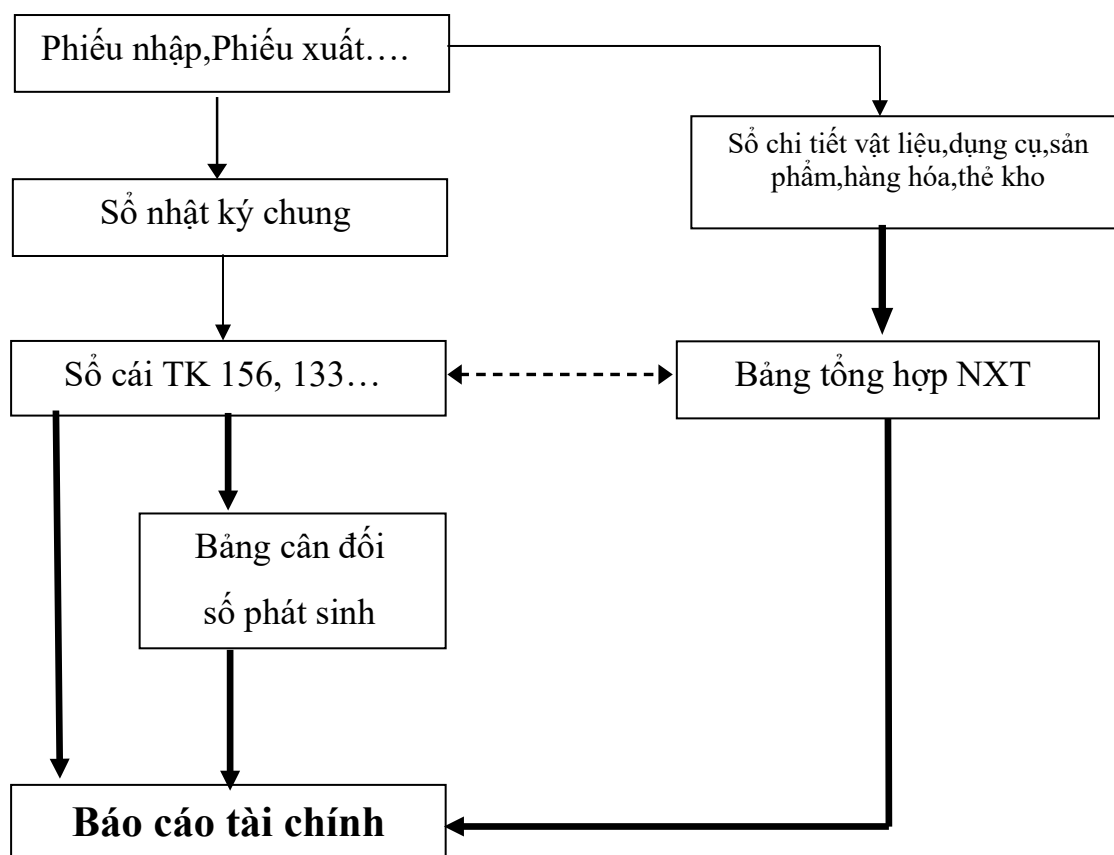 Phiếu nhập,Phiếu xuất….
Sổ chi tiết vật liệu,dụng cụ,sản
phẩm,hàng hóa,thẻ kho
Sổ nhật ký chung
Sổ cái TK 156, 133…
Bảng tổng hợp NXT
Bảng cân đối
số phát sinh
Báo cáo tài chính